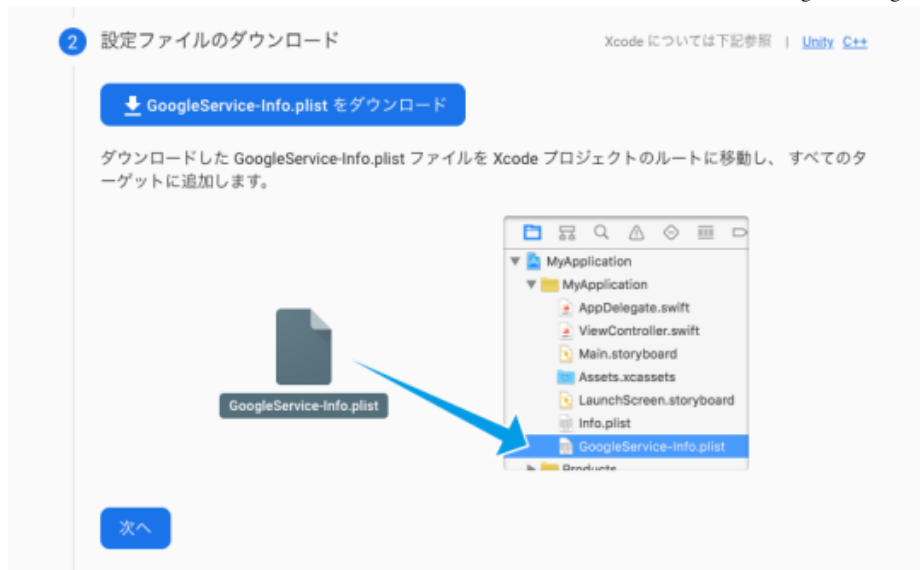 2 設定ファイルのダウンロード
Xcode については下記参照 | Unity C++
GoogleService-Info.plist をダウンロード
ダウンロードした GoogleService-Info.plist ファイルを Xcode プロジェクトのルートに移動し、 すべてのタ
ーゲットに追加します。
MyApplication
MyApplication
AppDelegate.swift
ViewController.swift
Main.storyboard
Assets.xcassets
LaunchScreen.storyboard
Info.plist
GoogleService-Info.plist
Products
GoogleService-Info.plist
次へ